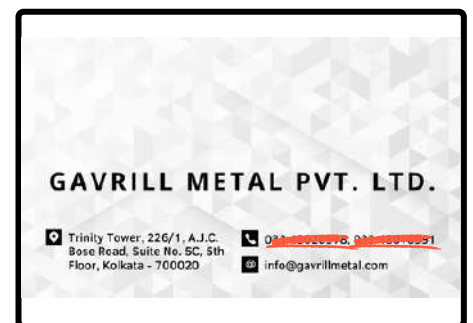 GAVRILL METAL PVT. LTD.
Trinity Tower, 226/1, A.J.C.
Bose Road, Suite No. 5C, 5th
Floor, Kolkata - 700020
info@gavrillmetal.com